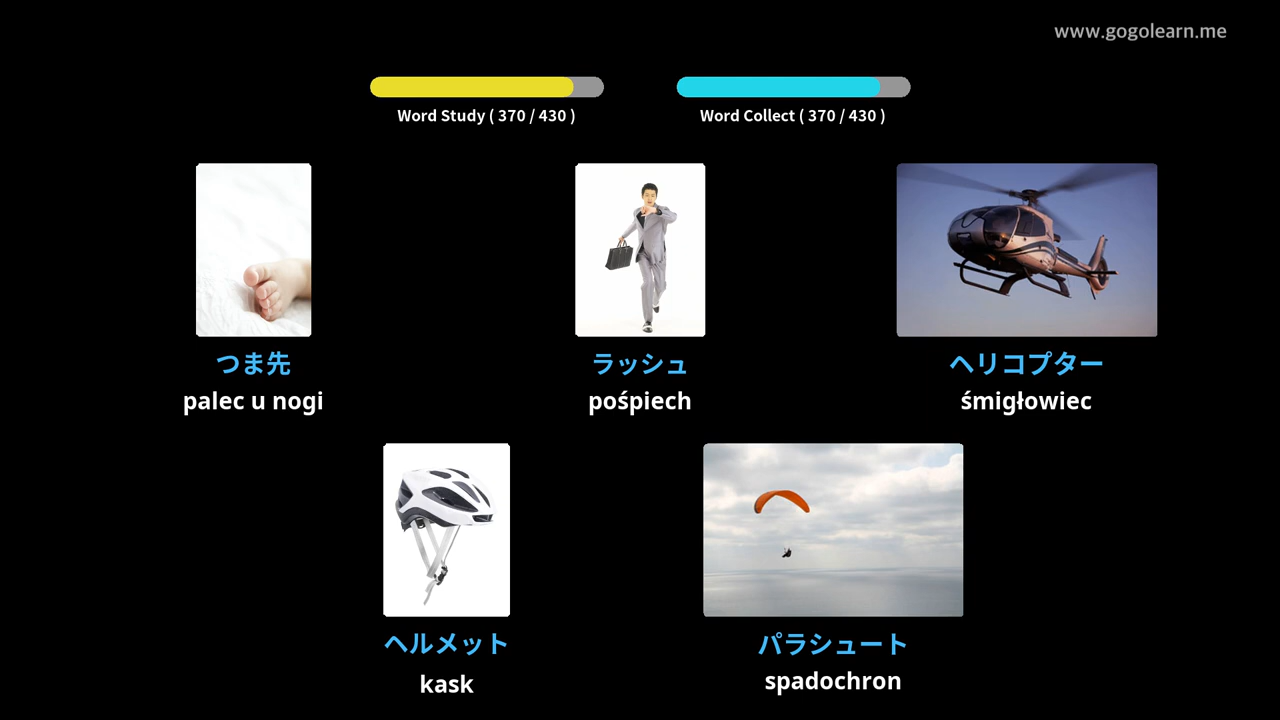 www.gogolearn.me
Word Study ( 370 / 430 )
Word Collect ( 370 / 430 )
つま先
palec u nogi
ラッシュ
pośpiech
ヘリコプター
śmigłowiec
ヘルメット
kask
パラシュート
spadochron